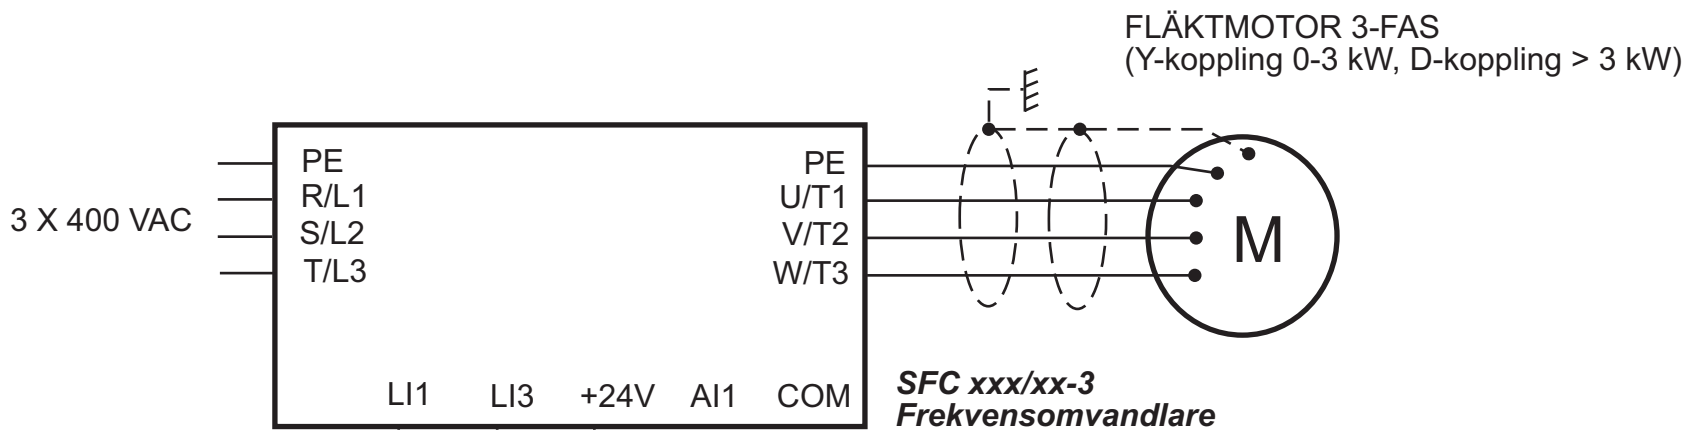 FLÄKTMOTOR 3-FAS
(Y-koppling 0-3 kW, D-koppling > 3 kW)
3 X 400 VAC
PE
R/L1
S/L2
T/L3
PE
U/T1
V/T2
W/T3
M
LI1 LI3 +24V AI1 COM
SFC xxx/xx-3
Frekvensomvandlare